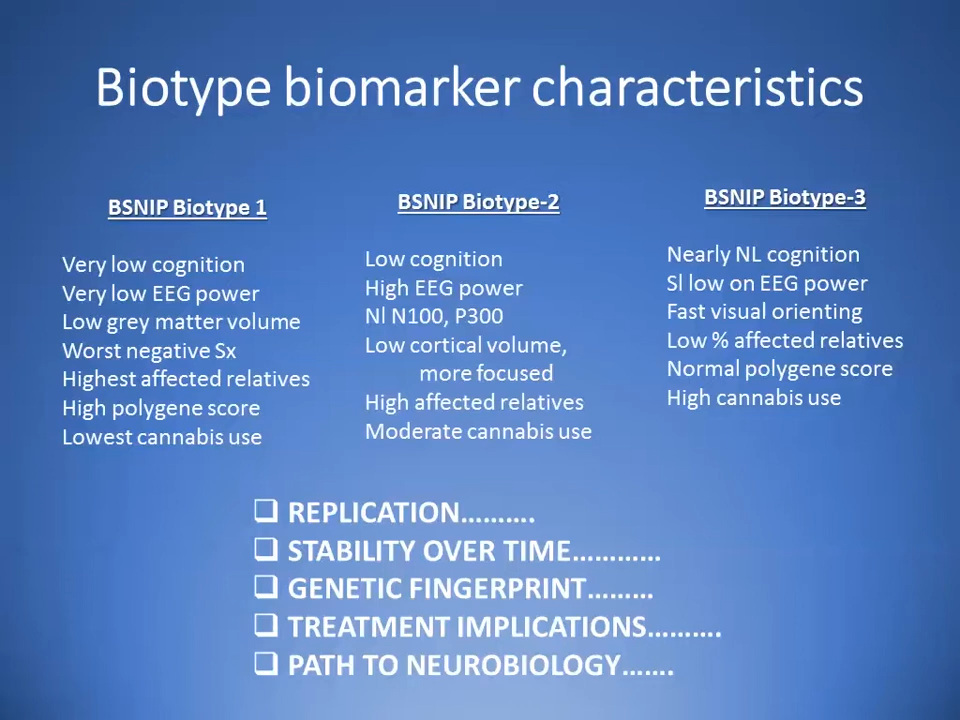 Biotype biomarker characteristics
BSNIP Biotype 1
Very low cognition
Very low EEG power
Low grey matter volume
Worst negative Sx
Highest affected relatives
High polygene score
Lowest cannabis use
BSNIP Biotype-2
Low cognition
High EEG power
Nl N100, P300
Low cortical volume,
more focused
High affected relatives
Moderate cannabis use
BSNIP Biotype-3
Nearly NL cognition
Sl low on EEG power
Fast visual orienting
Low % affected relatives
Normal polygene score
High cannabis use
❑ REPLICATION……….
❑ STABILITY OVER TIME…………
❑ GENETIC FINGERPRINT………
❑ TREATMENT IMPLICATIONS……….
❑ PATH TO NEUROBIOLOGY…….